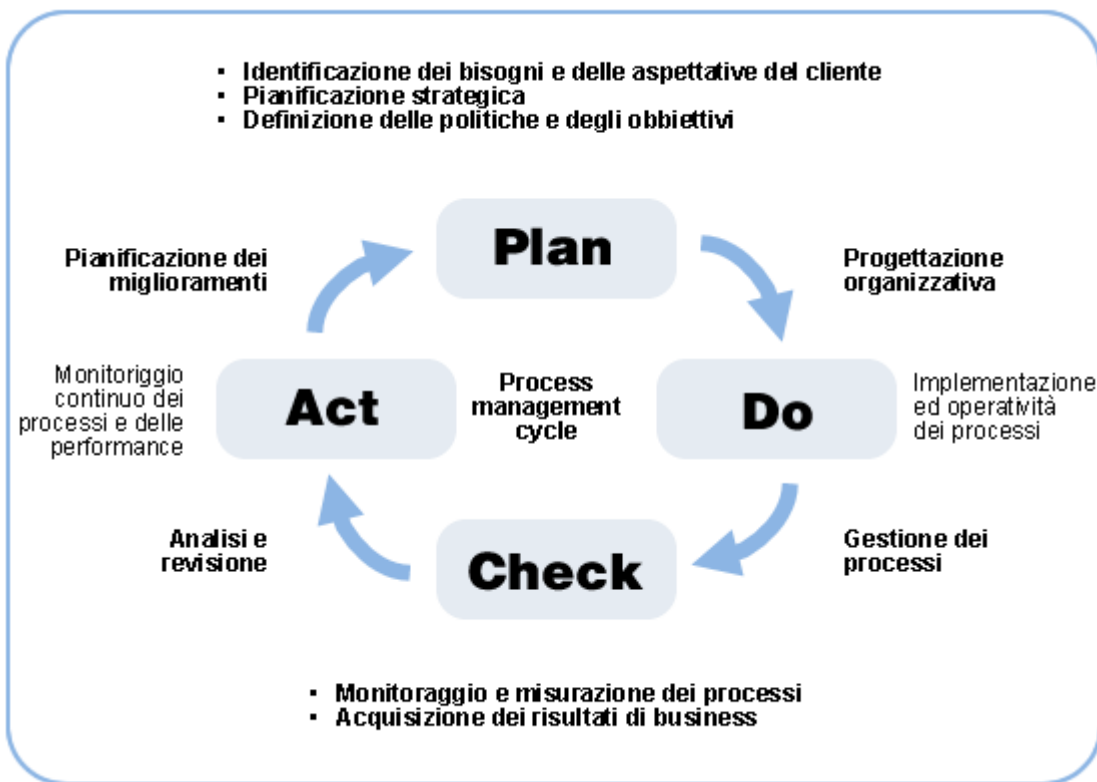 ▪ Identificazione dei bisogni e delle aspettative del cliente
▪ Pianificazione strategica
▪ Definizione delle politiche e degli obbiettivi
Plan
Pianificazione dei
miglioramenti
Progettazione
organizzativa
Monitoriggio
continuo dei
processi e delle
performance
Act
Process
management
cycle
Do
Implementazione
ed operatività
dei processi
Analisi e
revisione
Check
Gestione dei
processi
▪ Monitoraggio e misurazione dei processi
▪ Acquisizione dei risultati di business